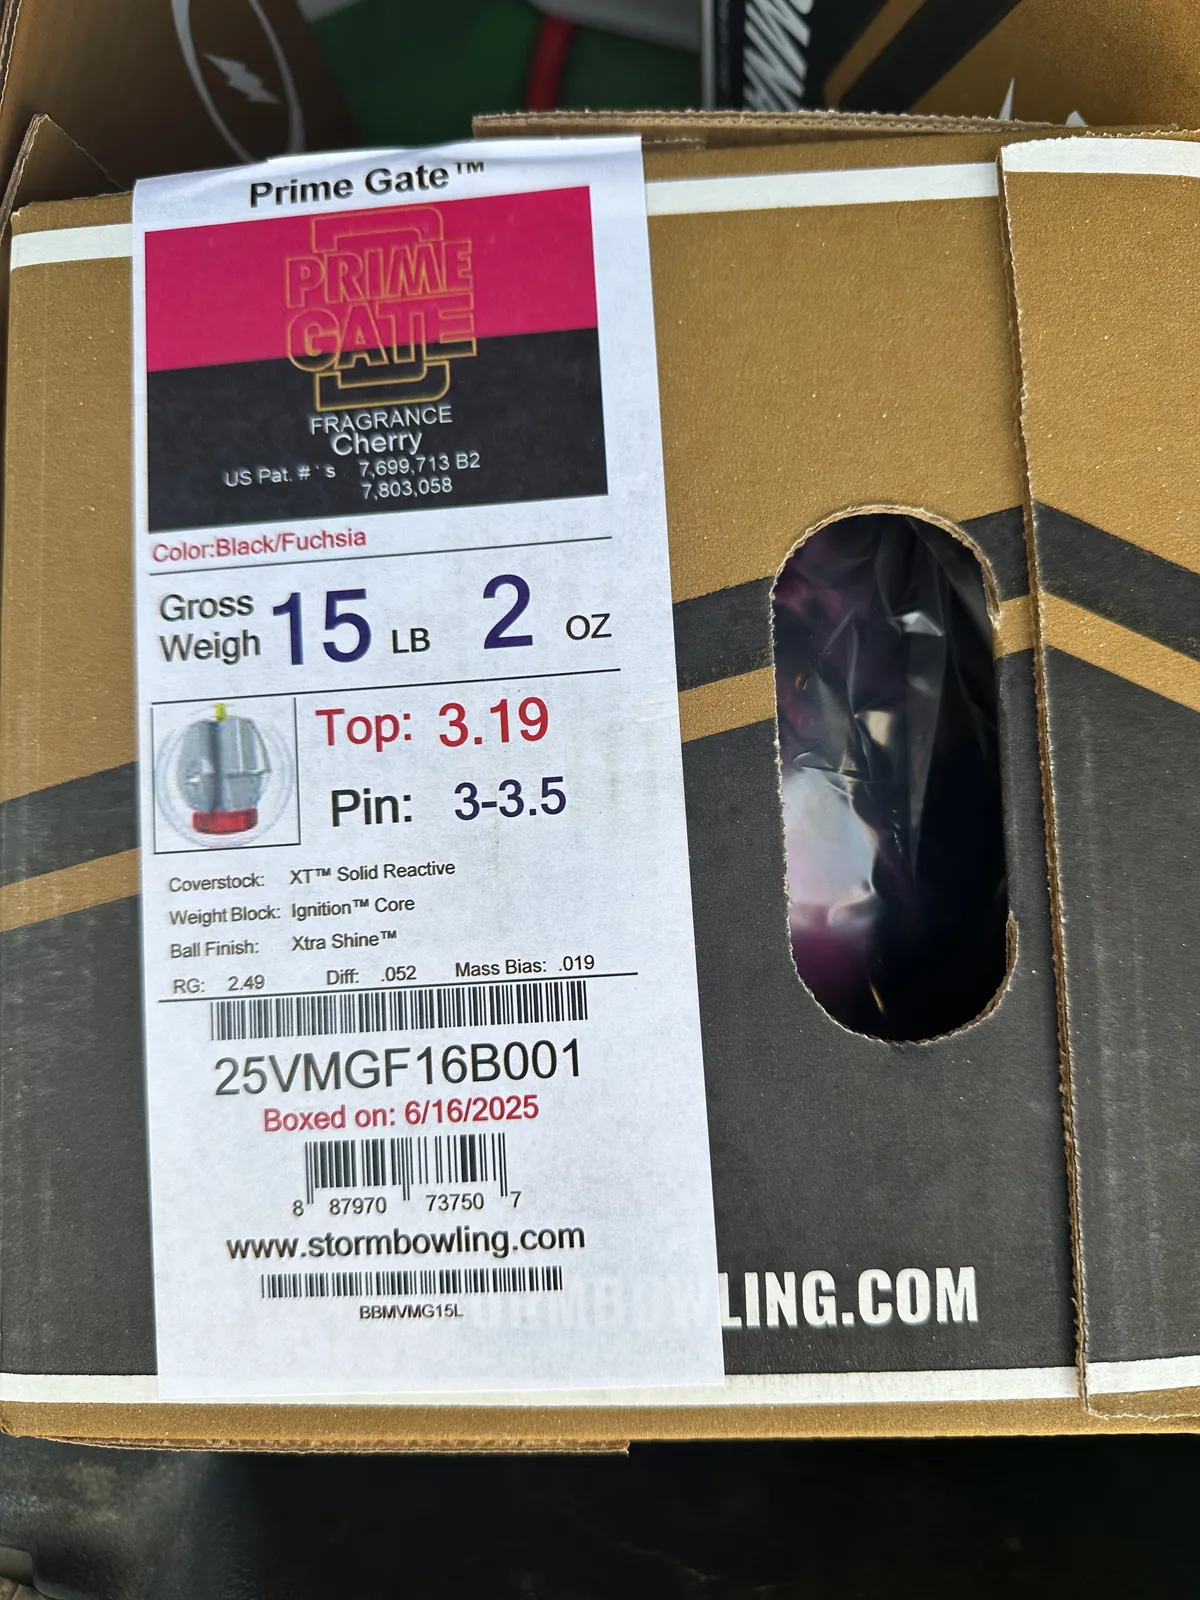 Prime Gate™
PRIME
GATE
FRAGRANCE
Cherry
US Pat. #'s 7,699,713 B2
7,803,058
Color:Black/Fuchsia
Gross
Weigh 15 LB 2 OZ
Top: 3.19
Pin: 3-3.5
Coverstock: XT™ Solid Reactive
Weight Block: Ignition™ Core
Ball Finish: Xtra Shine™
RG: 2.49 Diff: .052 Mass Bias: .019
25VMGF16B001
Boxed on: 6/16/2025
8 87970 73750 7
www.stormbowling.com
BBMVMG15L
ORMBOWLING.COM